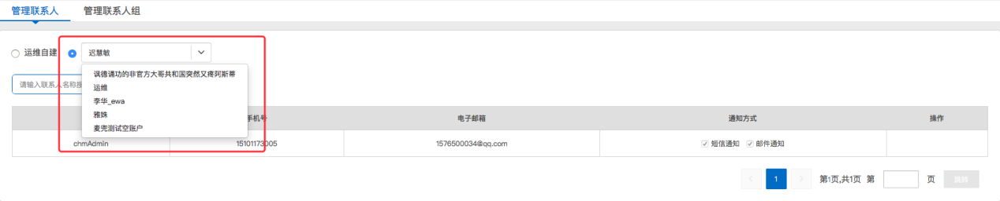 管理联系人 管理联系人组
运维自建 迟慧敏
讽德诵功的非官方大哥共和国突然又疼阿斯蒂
请输入联系人名称搜
运维
李华_ewa
雅姝
麦兜测试空账户
手机号 电子邮箱 通知方式 操作
chmAdmin 15101173005 1576500034@qq.com 短信通知 邮件通知
< 1 > 第1页,共1页 第 页 跳转